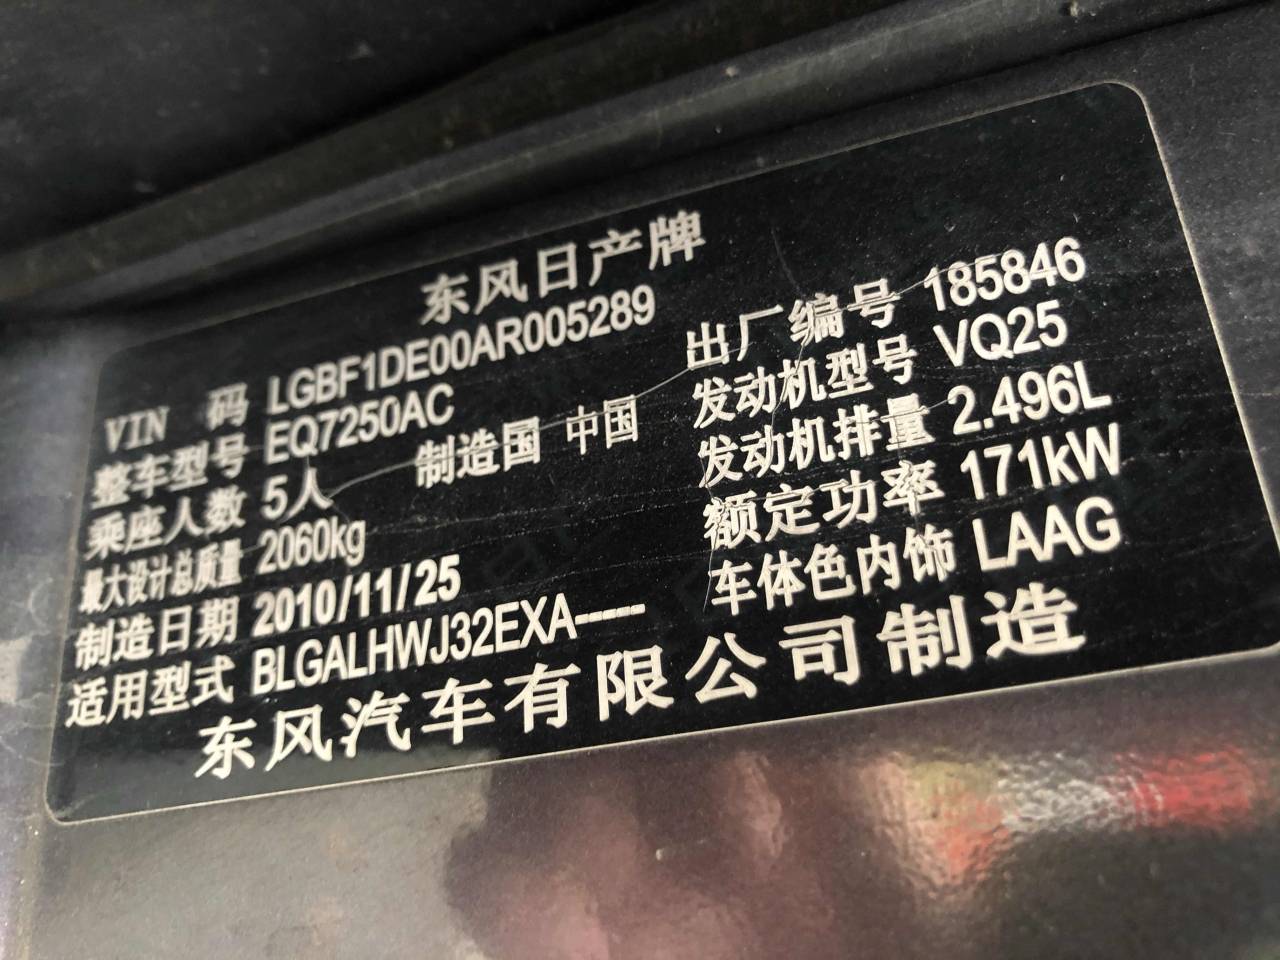 东风日产牌
VIN 码 LGBF1DE00AR005289 出厂编号 185846
整车型号 EQ7250AC 发动机型号 VQ25
乘座人数 5人 制造国 中国 发动机排量 2.496L
最大设计总质量 2060kg 额定功率 171kW
制造日期 2010/11/25 车体色内饰 LAAG
适用型式 BLGALHWJ32EXA----
东风汽车有限公司制造